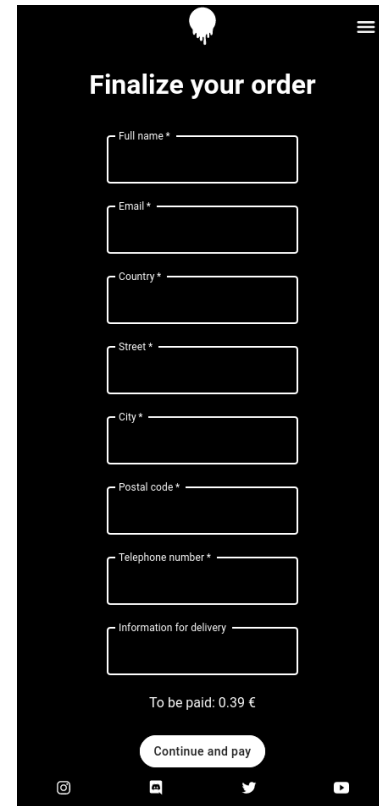 Finalize your order
Full name *
Email *
Country *
Street *
City *
Postal code *
Telephone number *
Information for delivery
To be paid: 0.39 €
Continue and pay